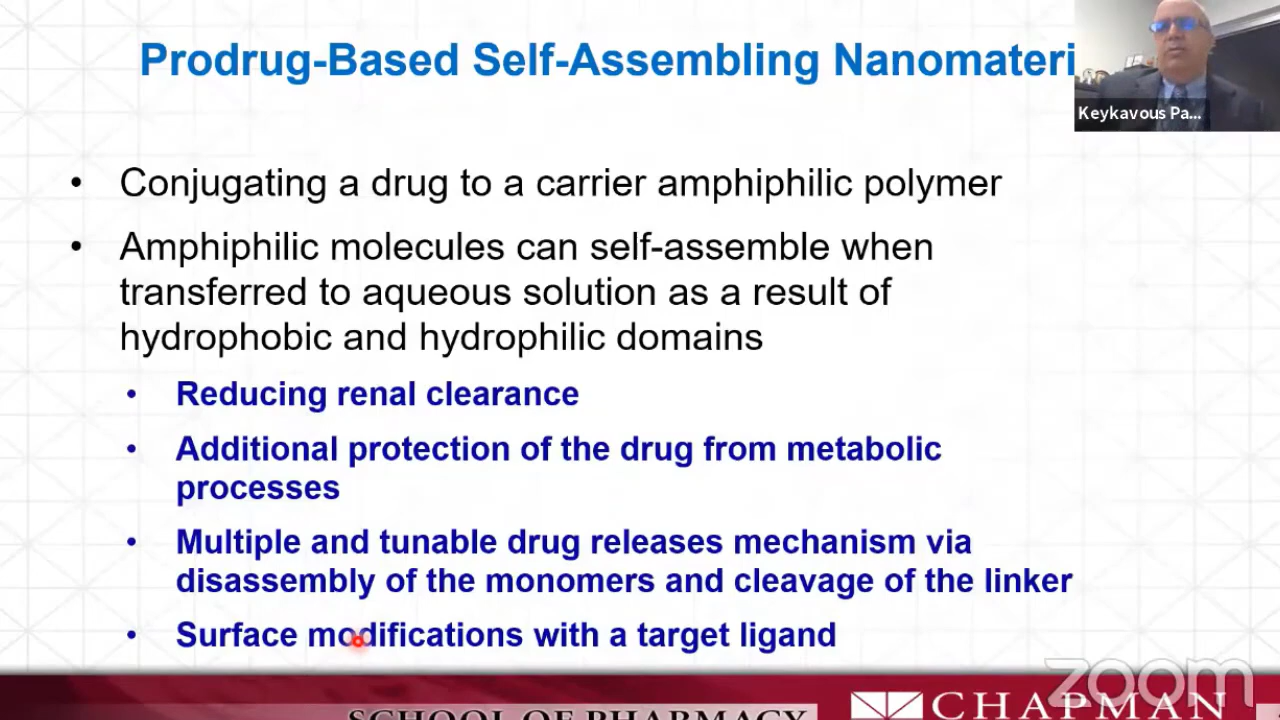 Prodrug-Based Self-Assembling Nanomateri
Keykavous Pa...
• Conjugating a drug to a carrier amphiphilic polymer
• Amphiphilic molecules can self-assemble when
transferred to aqueous solution as a result of
hydrophobic and hydrophilic domains
• Reducing renal clearance
• Additional protection of the drug from metabolic
processes
• Multiple and tunable drug releases mechanism via
disassembly of the monomers and cleavage of the linker
• Surface modifications with a target ligand
zoom
CHAPMAN
SCHOOL OF PHARMACY